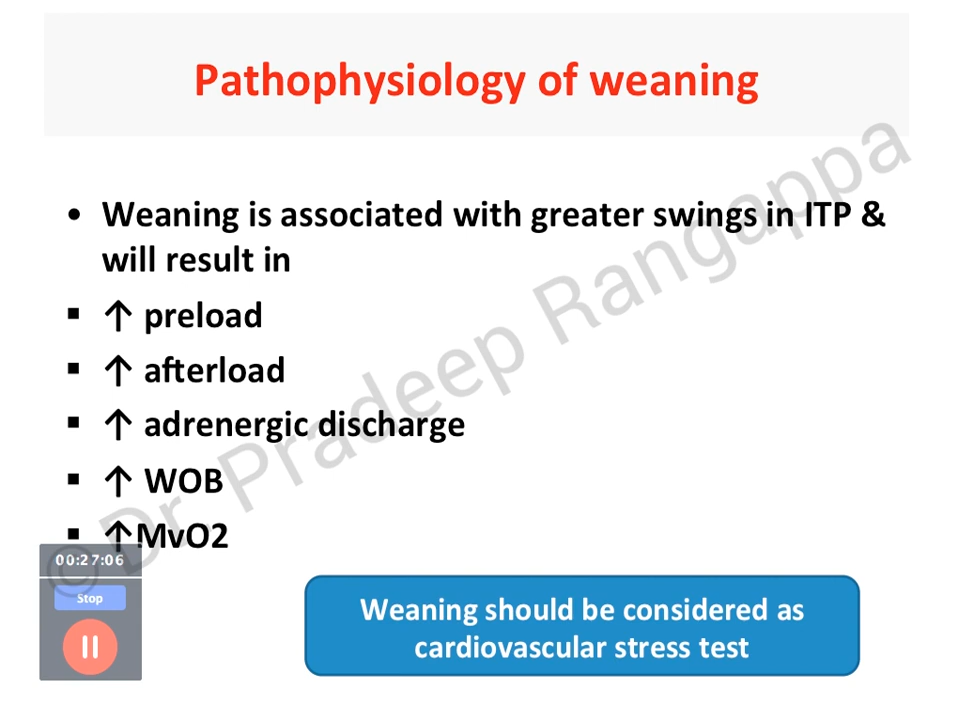 Pathophysiology of weaning
• Weaning is associated with greater swings in ITP &
will result in
▪ ↑ preload
▪ ↑ afterload
▪ ↑ adrenergic discharge
▪ ↑ WOB
▪ ↑MvO2
© Dr Pradeep Rangappa
00:27:06
Stop
Weaning should be considered as
cardiovascular stress test